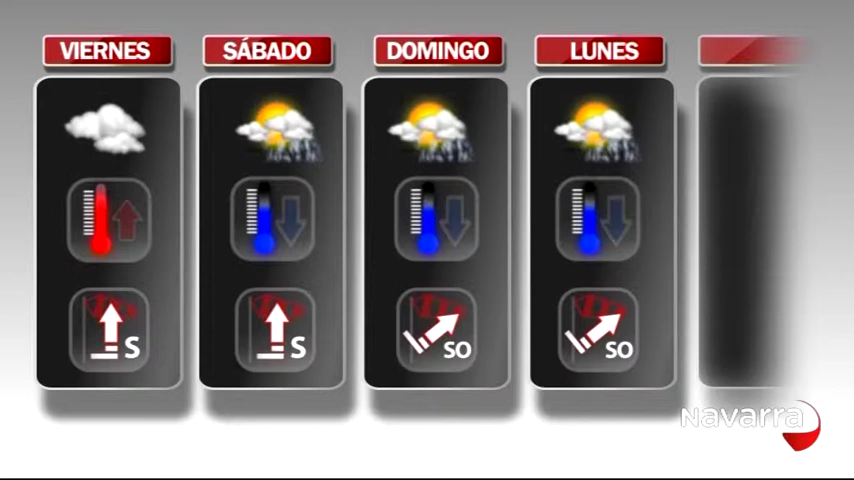 VIERNES
SÁBADO
DOMINGO
LUNES
S
S
SO
SO
Navarra